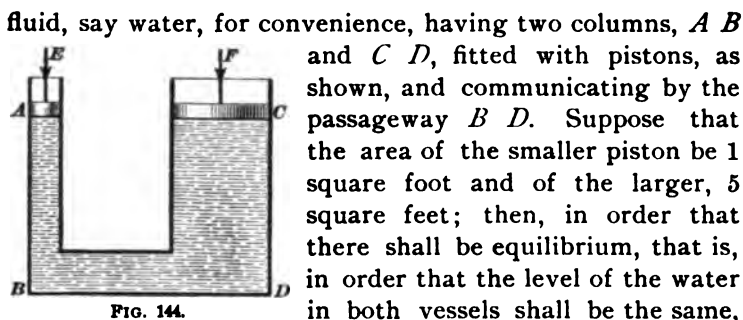 fluid, say water, for convenience, having two columns, A B
and C D, fitted with pistons, as
shown, and communicating by the
passageway B D. Suppose that
the area of the smaller piston be 1
square foot and of the larger, 5
square feet; then, in order that
there shall be equilibrium, that is,
in order that the level of the water
in both vessels shall be the same,
E F
A C
B D
FIG. 144.